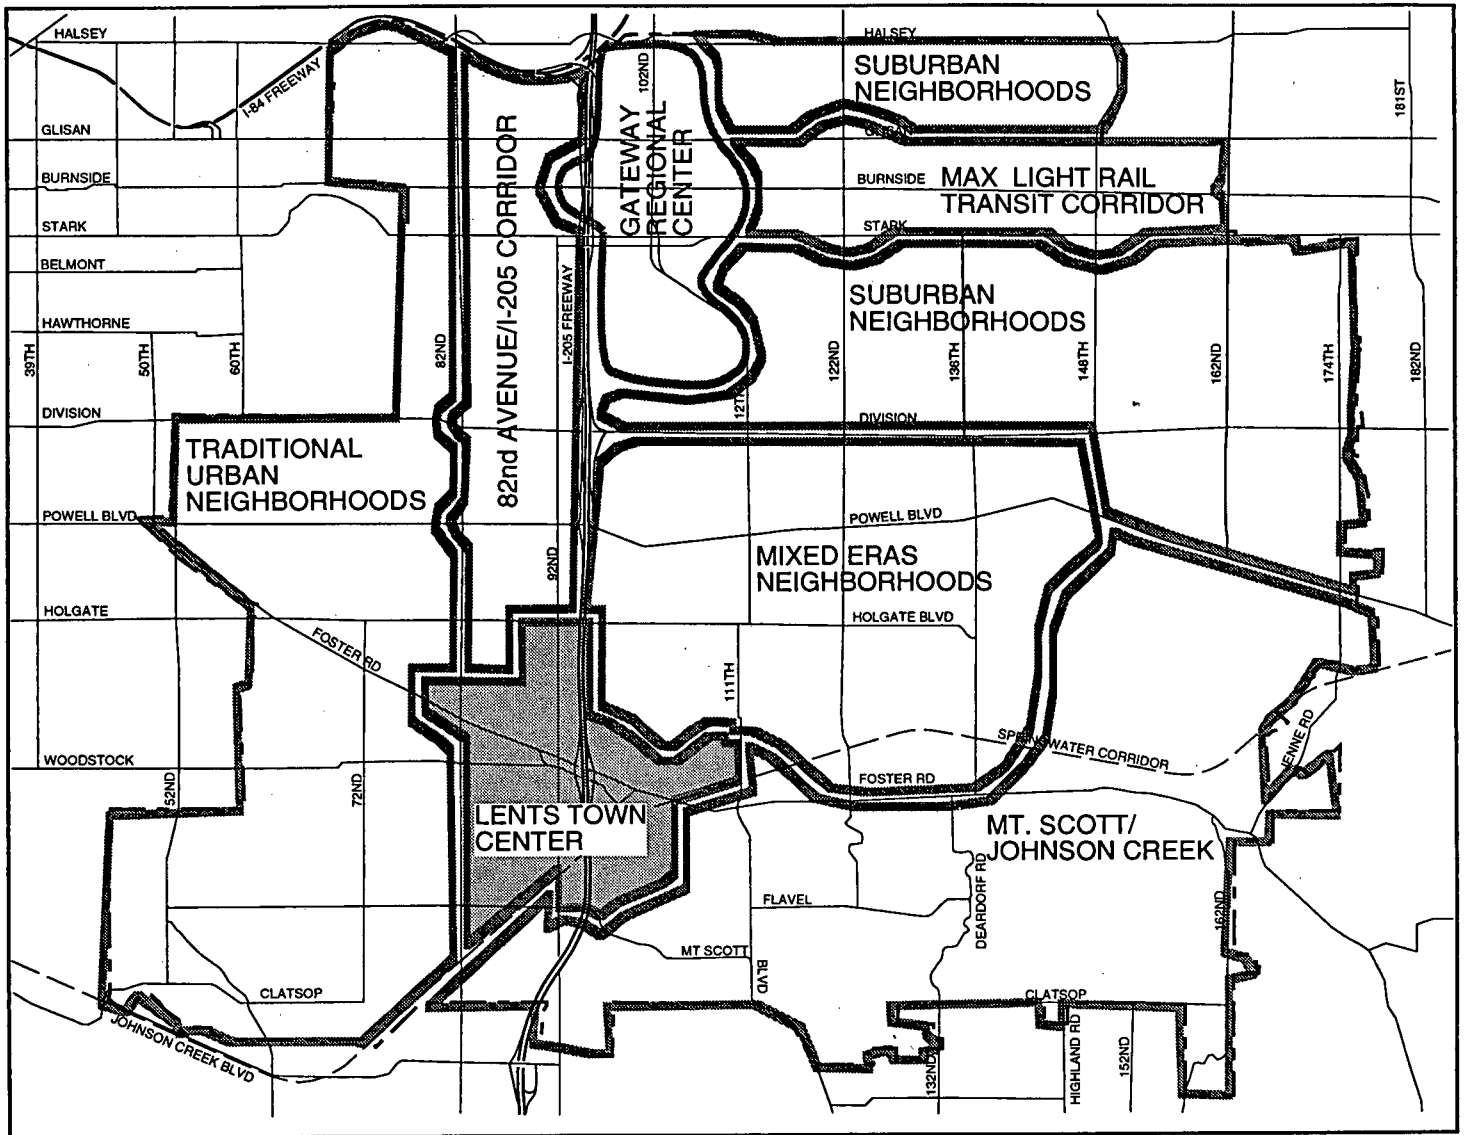 HALSEY
HALSEY
SUBURBAN
NEIGHBORHOODS
102ND
181ST
I-84 FREEWAY
GLISAN
GLISAN
GATEWAY
REGIONAL
CENTER
BURNSIDE
BURNSIDE
MAX LIGHT RAIL
TRANSIT CORRIDOR
STARK
STARK
BELMONT
82nd AVENUE/I-205 CORRIDOR
I-205 FREEWAY
SUBURBAN
NEIGHBORHOODS
HAWTHORNE
39TH
50TH
60TH
82ND
122ND
136TH
148TH
162ND
174TH
182ND
DIVISION
DIVISION
TRADITIONAL
URBAN
NEIGHBORHOODS
POWELL BLVD
POWELL BLVD
92ND
MIXED ERAS
NEIGHBORHOODS
HOLGATE
HOLGATE BLVD
FOSTER RD
111TH
SPRINGWATER CORRIDOR
JENNE RD
WOODSTOCK
52ND
72ND
FOSTER RD
LENTS TOWN
CENTER
MT. SCOTT/
JOHNSON CREEK
DEARDORF RD
162ND
FLAVEL
MT SCOTT
BLVD
CLATSOP
CLATSOP
JOHNSON CREEK BLVD
132ND
HIGHLAND RD
152ND